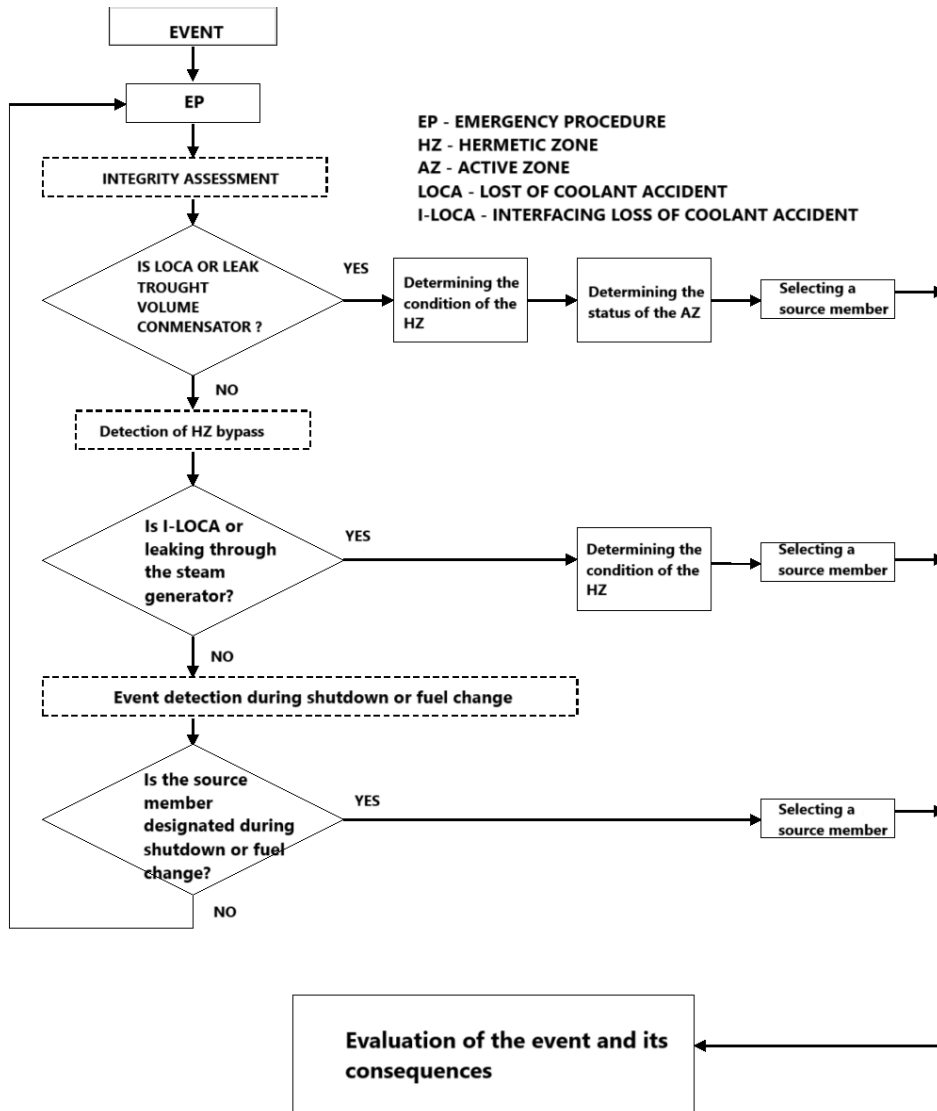 EVENT
EP
EP - EMERGENCY PROCEDURE
HZ - HERMETIC ZONE
AZ - ACTIVE ZONE
LOCA - LOST OF COOLANT ACCIDENT
I-LOCA - INTERFACING LOSS OF COOLANT ACCIDENT
INTEGRITY ASSESSMENT
IS LOCA OR LEAK
TROUGHT
VOLUME
CONMENSATOR ?
YES
Determining the
condition of the
HZ
Determining the
status of the AZ
Selecting a
source member
NO
Detection of HZ bypass
Is I-LOCA or
leaking through
the steam
generator?
YES
Determining the
condition of the
HZ
Selecting a
source member
NO
Event detection during shutdown or fuel change
Is the source
member
designated during
shutdown or fuel
change?
YES
Selecting a
source member
NO
Evaluation of the event and its
consequences